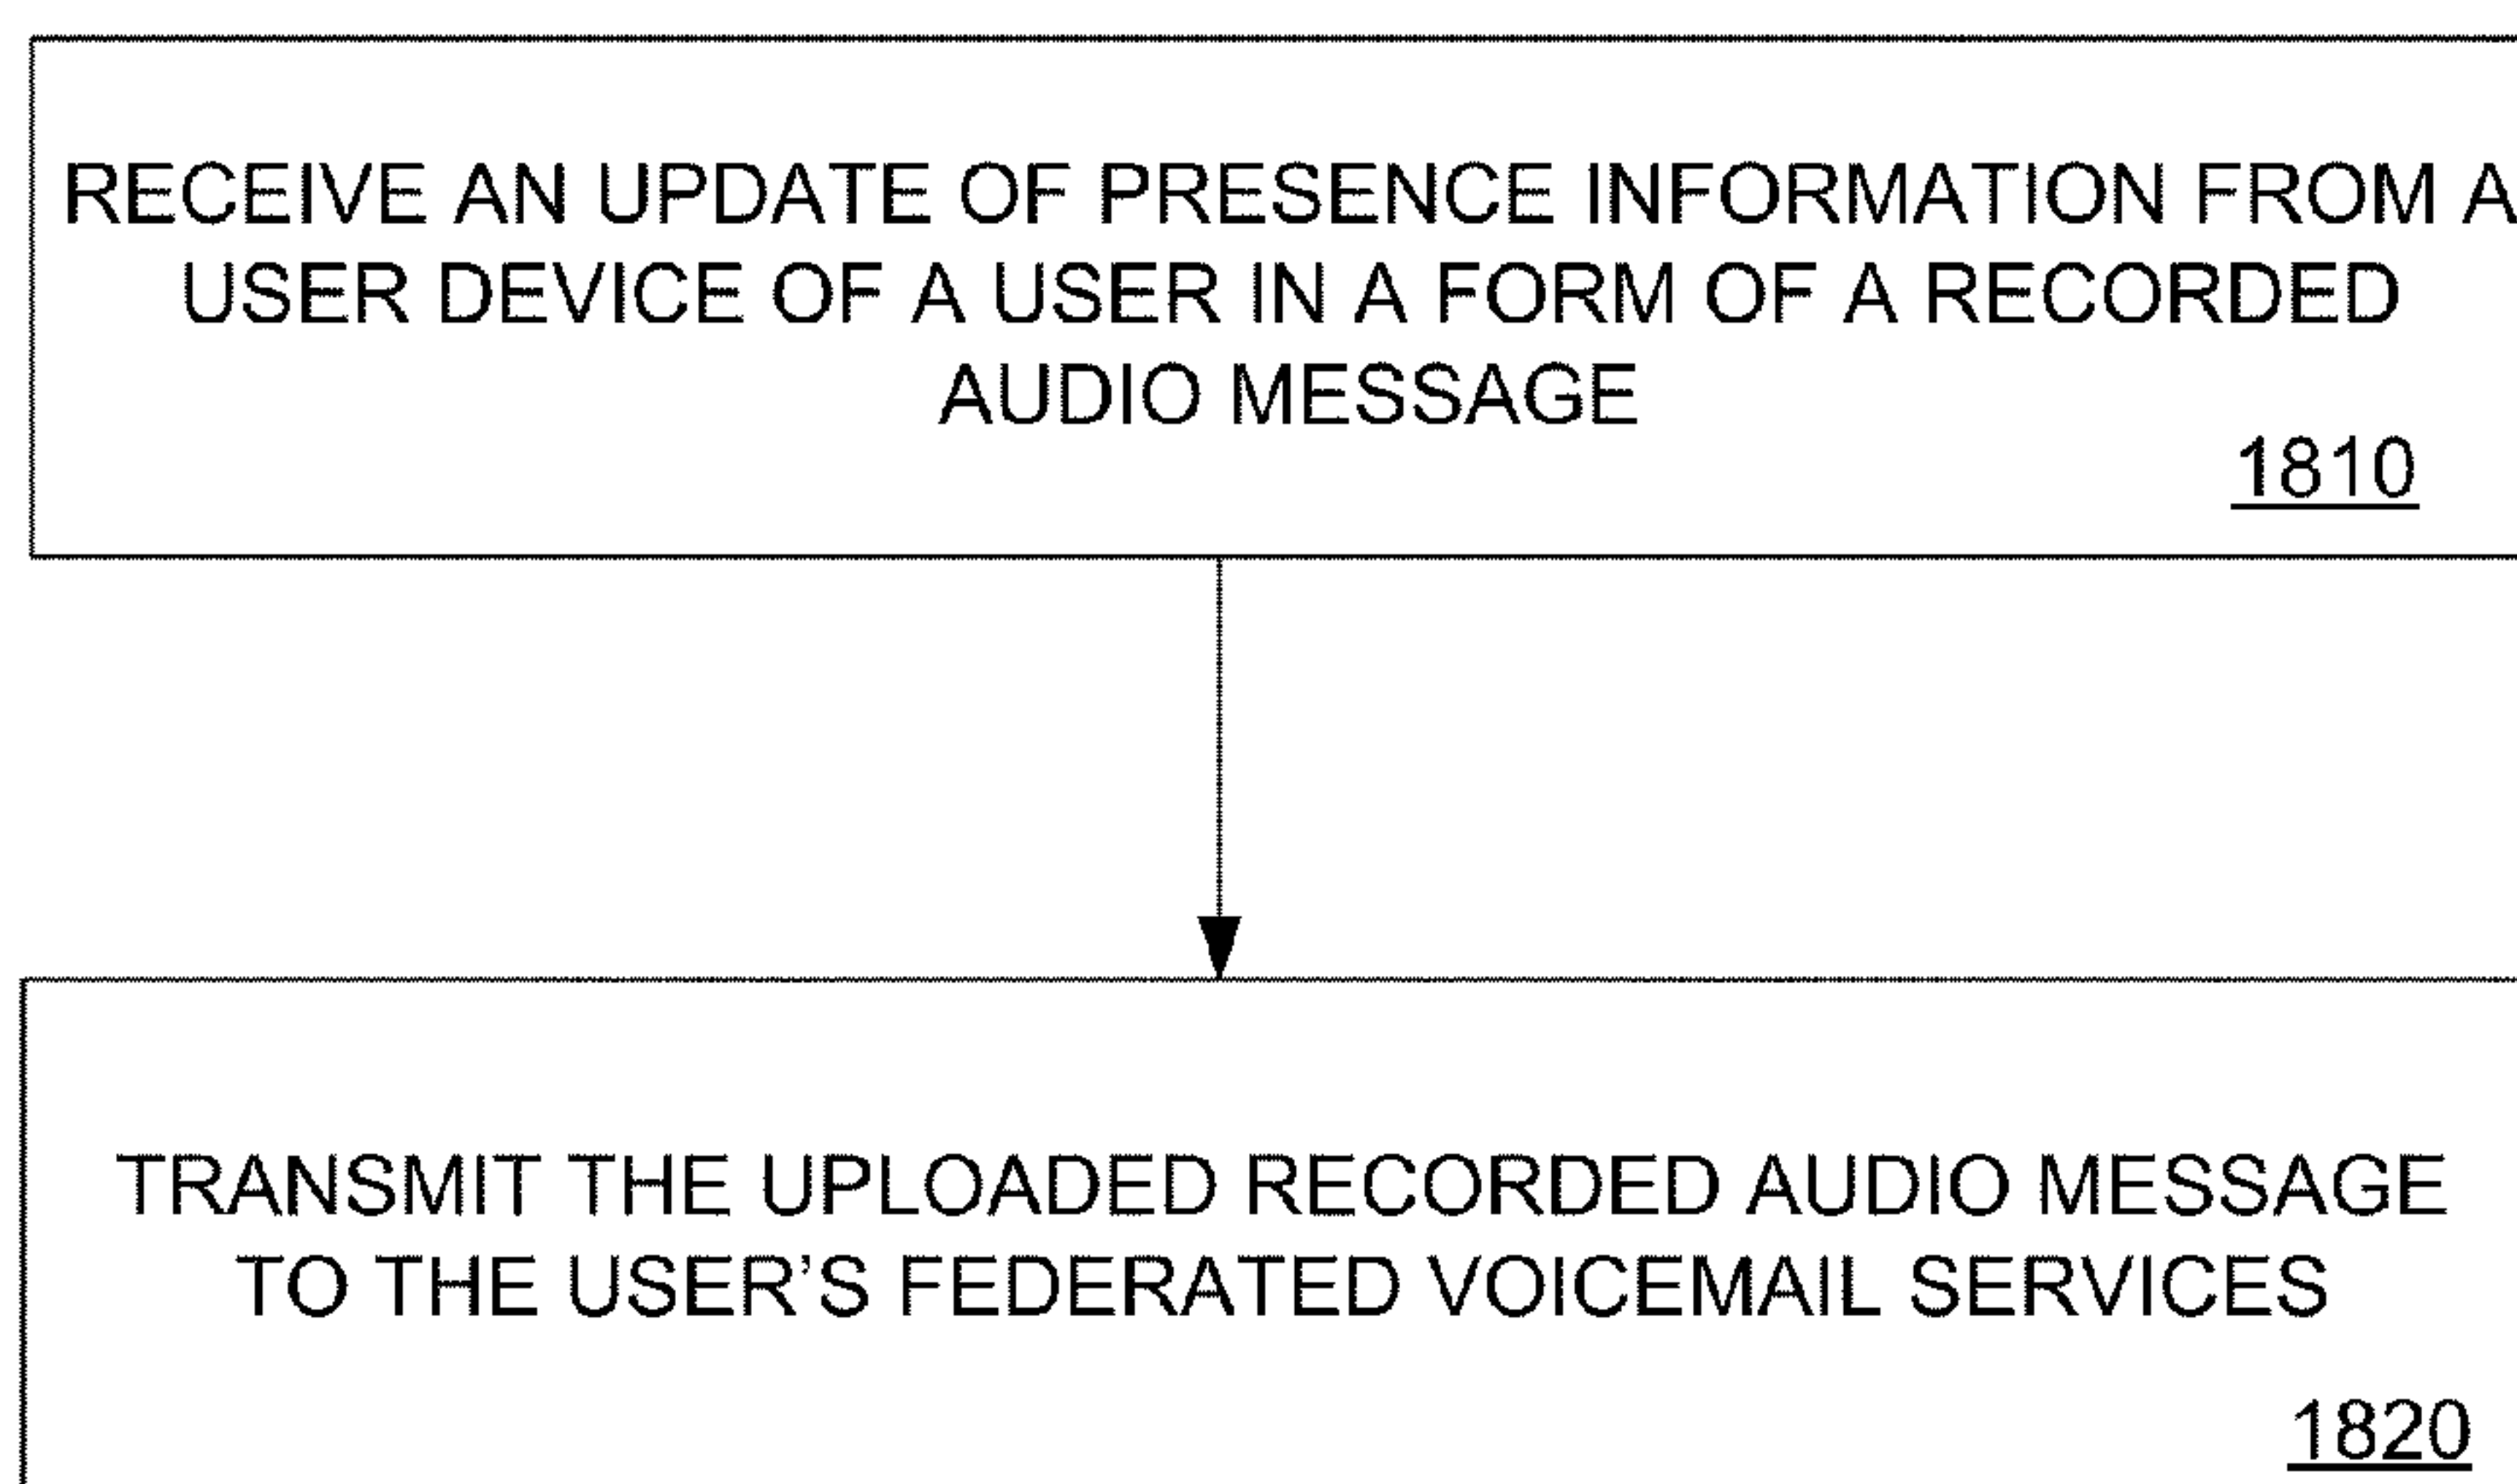 RECEIVE AN UPDATE OF PRESENCE INFORMATION FROM A
USER DEVICE OF A USER IN A FORM OF A RECORDED
AUDIO MESSAGE
1810
TRANSMIT THE UPLOADED RECORDED AUDIO MESSAGE
TO THE USER’S FEDERATED VOICEMAIL SERVICES
1820